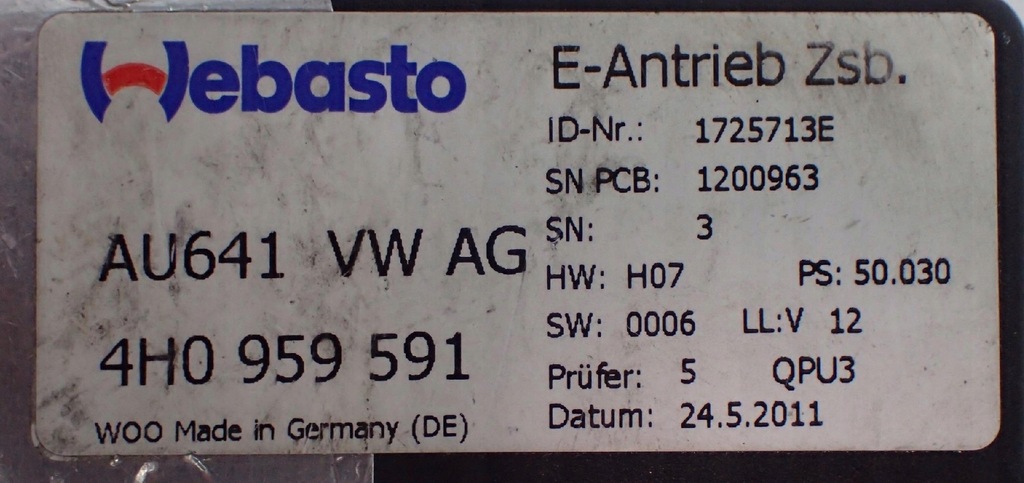 Webasto
AU641 VW AG
4H0 959 591
WOO Made in Germany (DE)
E-Antrieb Zsb.
ID-Nr.: 1725713E
SN PCB: 1200963
SN: 3
HW: H07 PS: 50.030
SW: 0006 LL:V 12
Prüfer: 5 QPU3
Datum: 24.5.2011